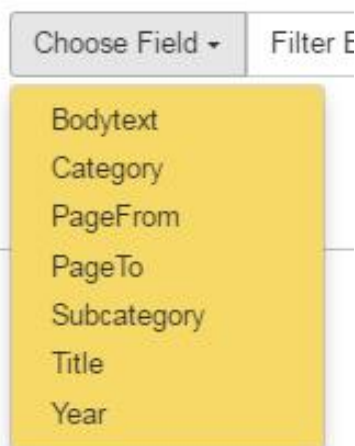 Choose Field Filter E
Bodytext
Category
PageFrom
PageTo
Subcategory
Title
Year